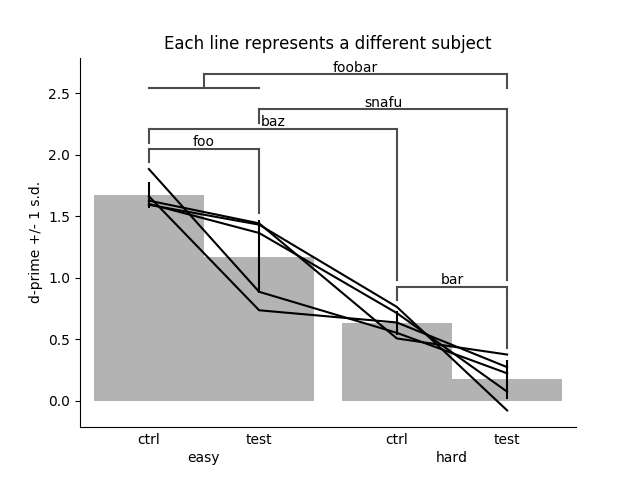 Each line represents a different subject
foobar
snafu
baz
foo
bar
d-prime +/- 1 s.d.
2.5
2.0
1.5
1.0
0.5
0.0
ctrl test ctrl test
easy hard